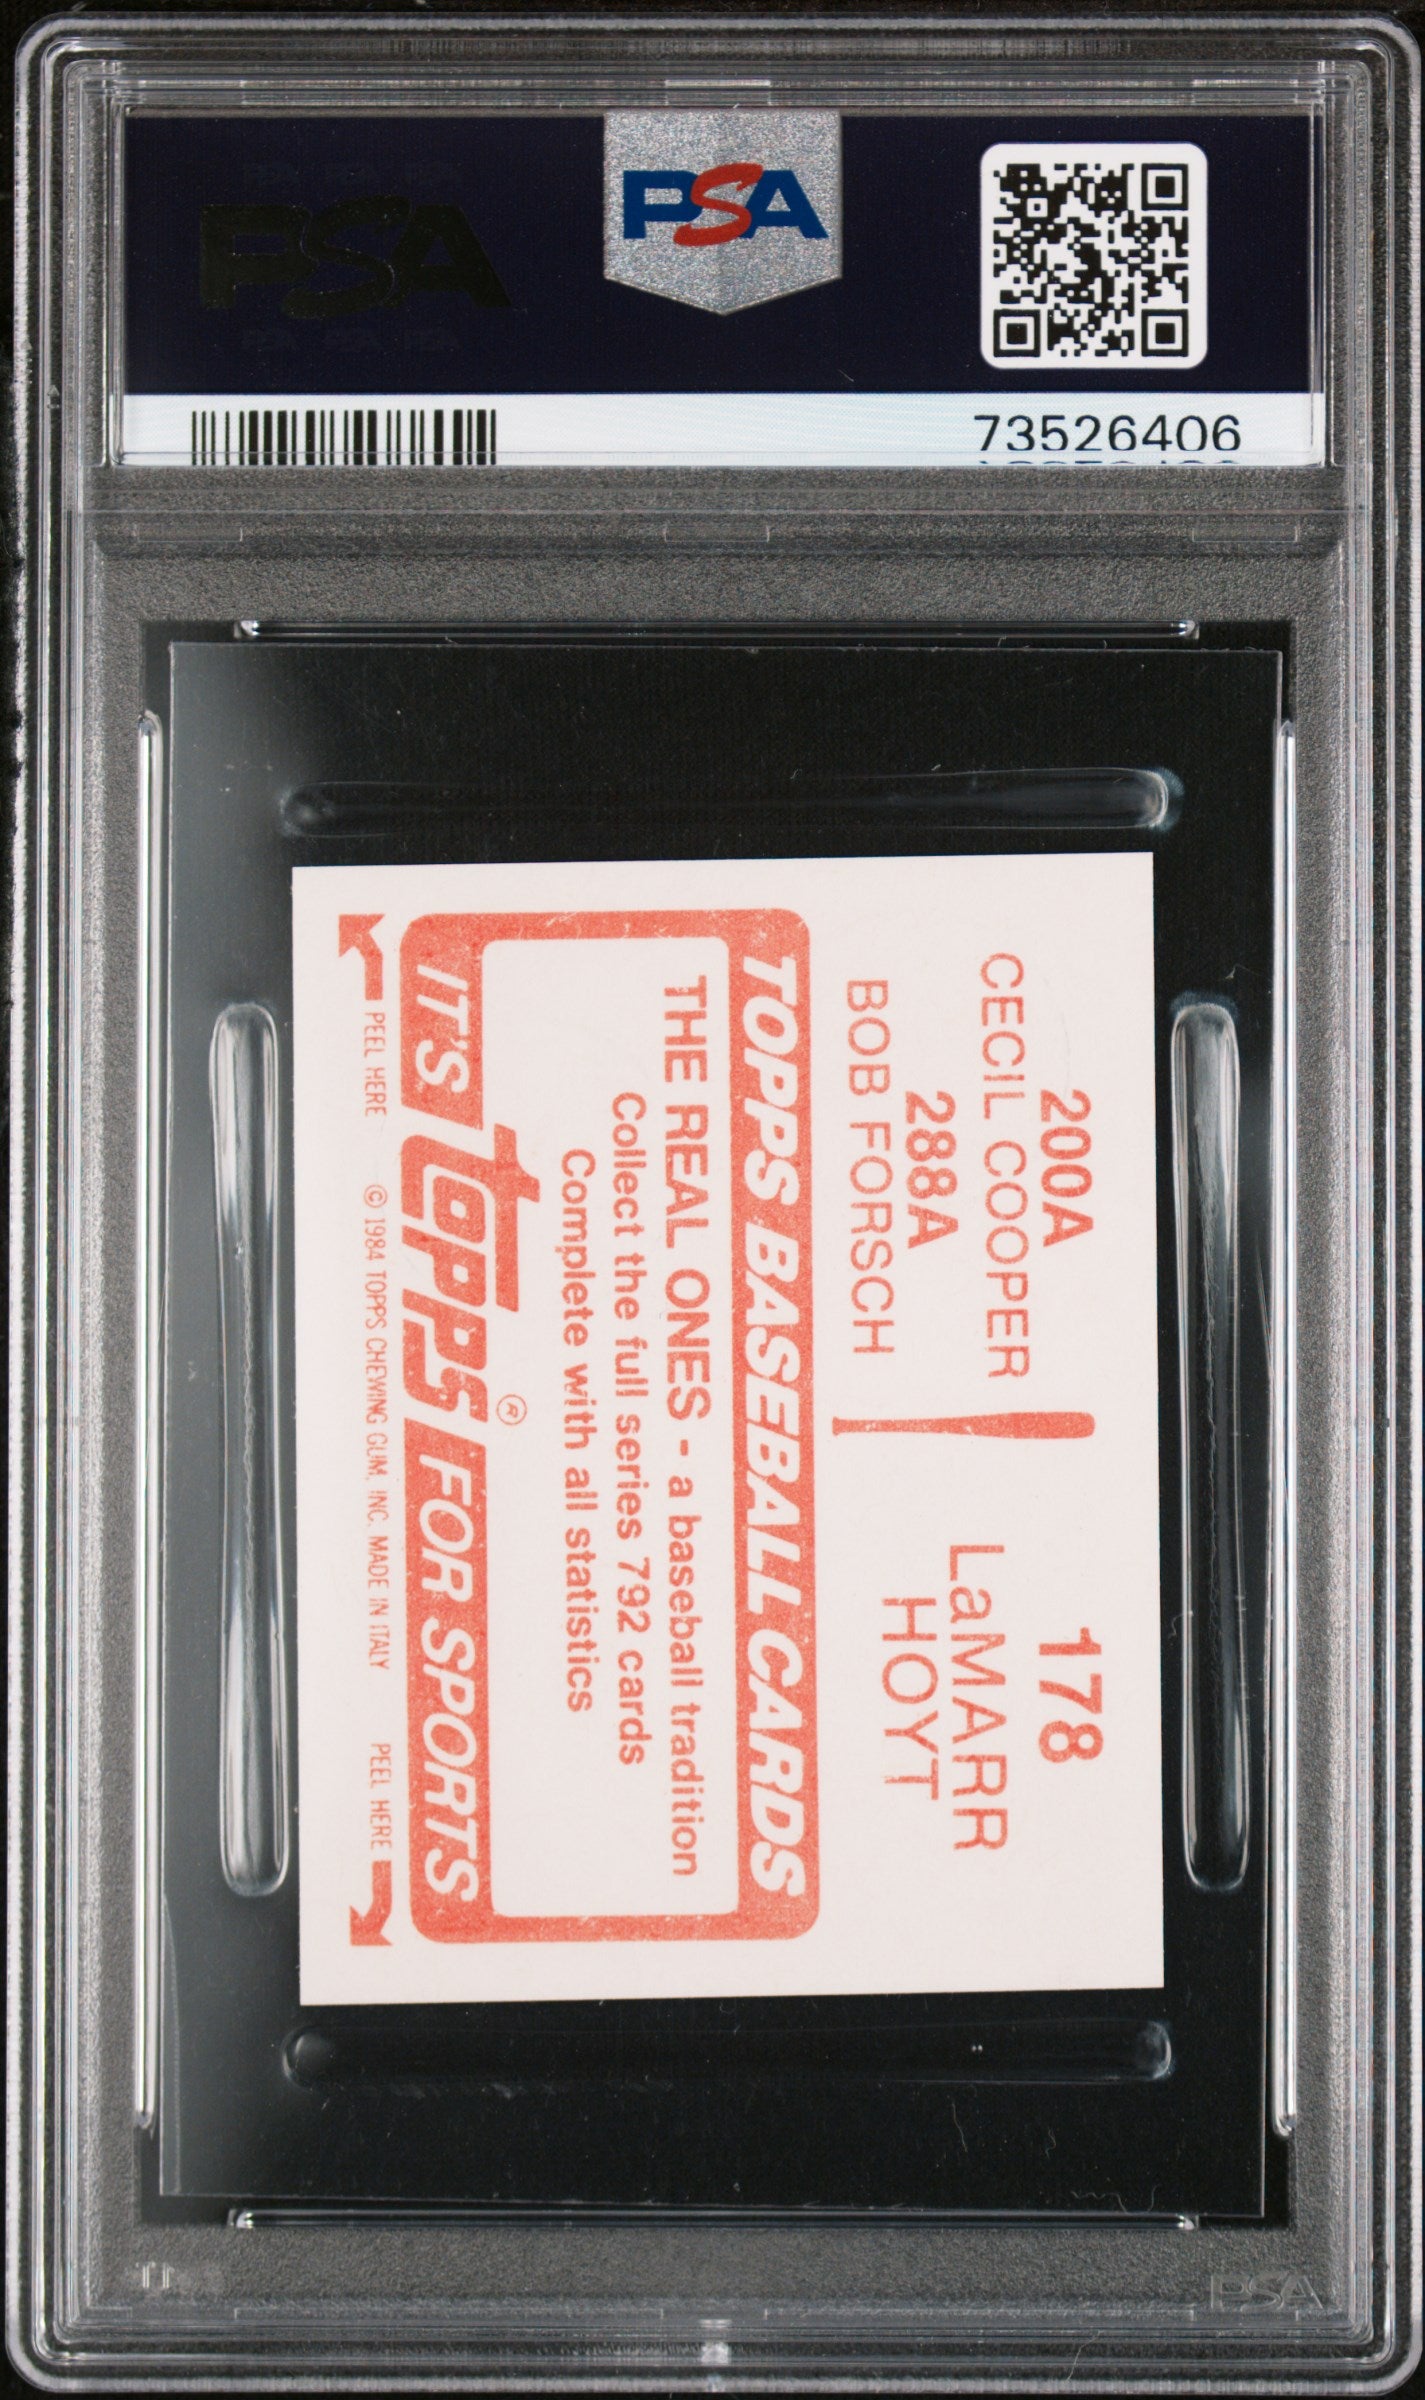 PSA
PSA
73526406
200A
CECIL COOPER
288A
BOB FORSCH
178
LaMARR
HOYT
TOPPS BASEBALL CARDS
THE REAL ONES - a baseball tradition
Collect the full series 792 cards
Complete with all statistics
IT'S TOPPS® FOR SPORTS
PEEL HERE © 1984 TOPPS CHEWING GUM, INC. MADE IN ITALY PEEL HERE
PSA